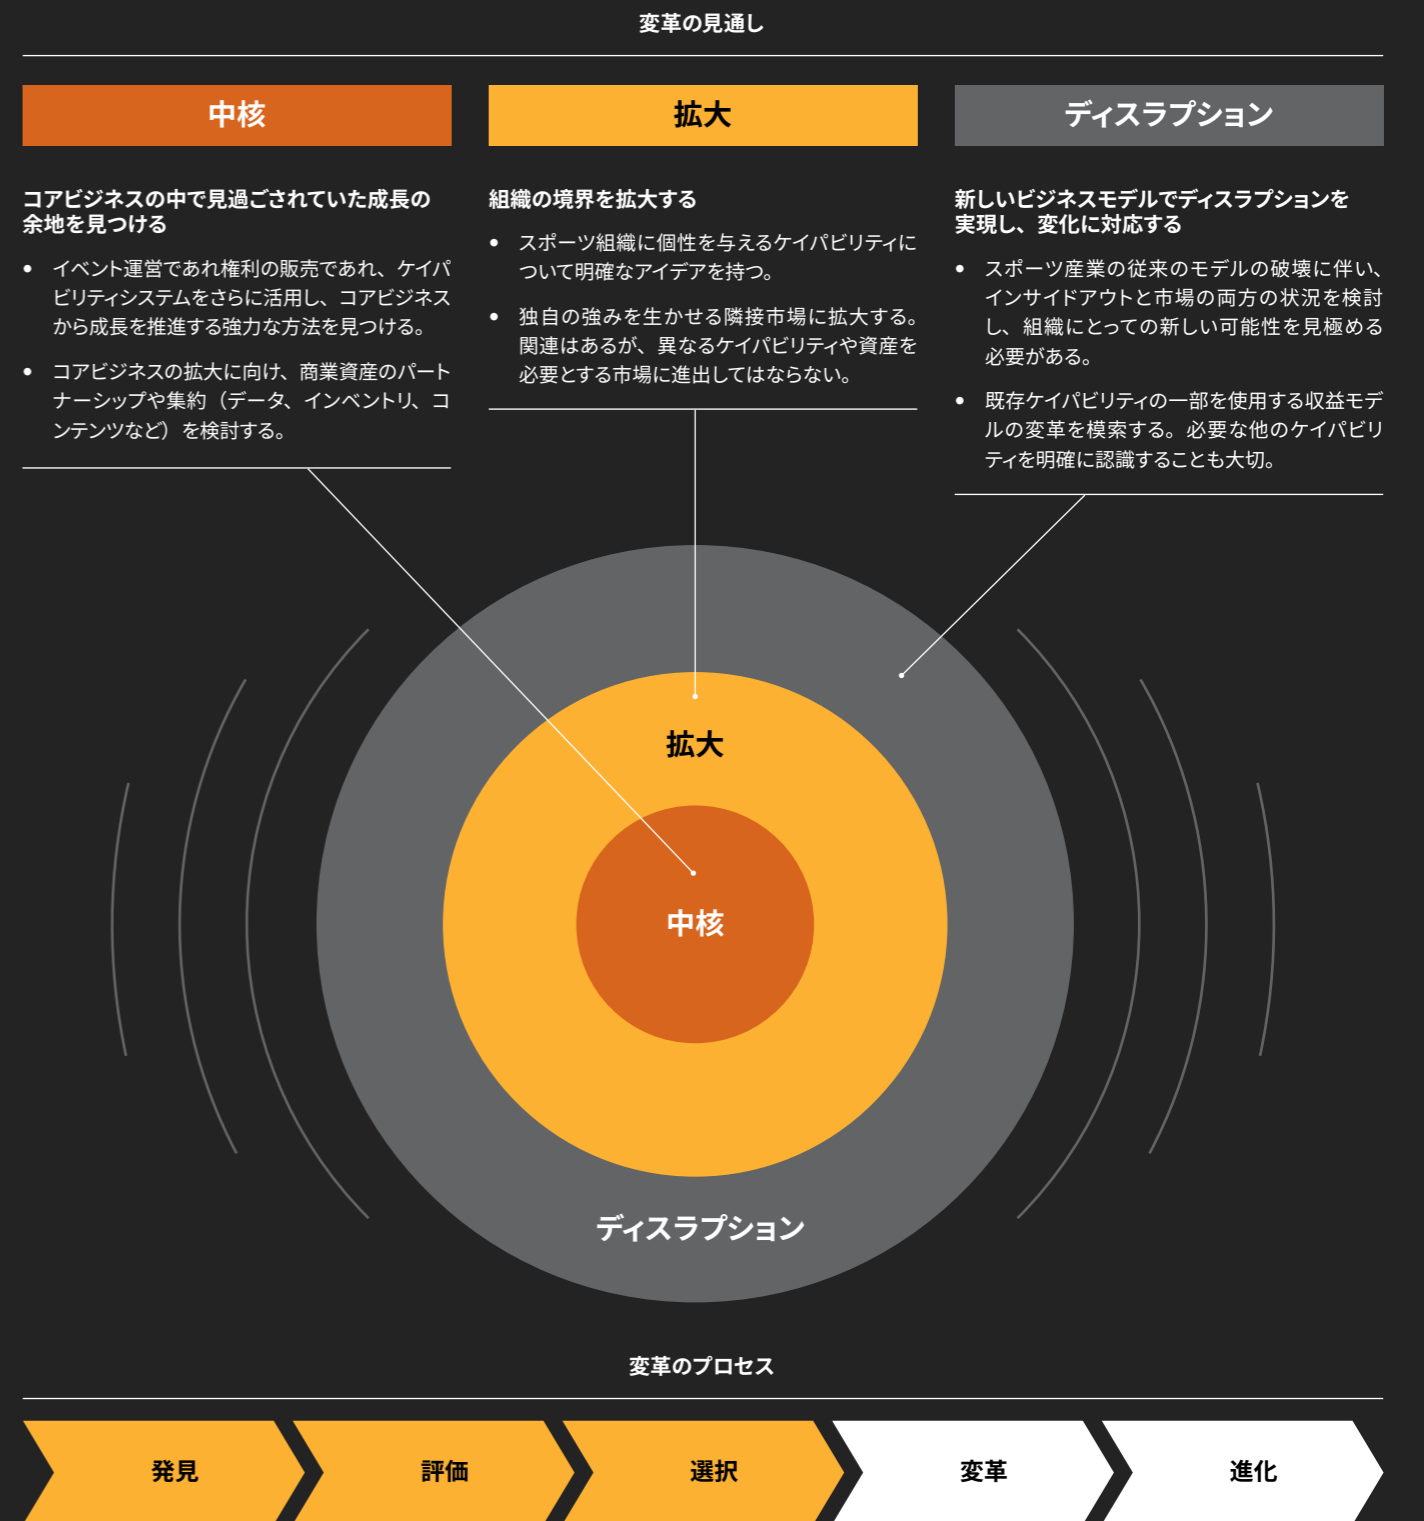 変革の見通し
中核
コアビジネスの中で見過ごされていた成長の
余地を見つける
• イベント運営であれ権利の販売であれ、ケイパ
ビリティシステムをさらに活用し、コアビジネス
から成長を推進する強力な方法を見つける。
• コアビジネスの拡大に向け、商業資産のパート
ナーシップや集約（データ、インベントリ、コ
ンテンツなど）を検討する。
拡大
組織の境界を拡大する
• スポーツ組織に個性を与えるケイパビリティに
ついて明確なアイデアを持つ。
• 独自の強みを生かせる隣接市場に拡大する。
関連はあるが、異なるケイパビリティや資産を
必要とする市場に進出してはならない。
ディスラプション
新しいビジネスモデルでディスラプションを
実現し、変化に対応する
• スポーツ産業の従来のモデルの破壊に伴い、
インサイドアウトと市場の両方の状況を検討
し、組織にとっての新しい可能性を見極める
必要がある。
• 既存ケイパビリティの一部を使用する収益モデ
ルの変革を模索する。必要な他のケイパビリ
ティを明確に認識することも大切。
拡大
中核
ディスラプション
変革のプロセス
発見
評価
選択
変革
進化